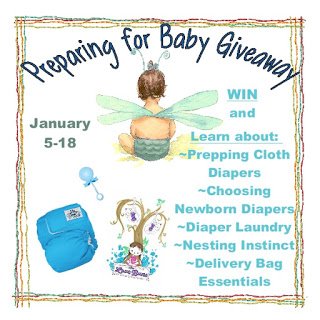 Preparing for Baby Giveaway
January
5-18
WIN
and
Learn about:
~Prepping Cloth
Diapers
~Choosing
Newborn Diapers
~Diaper Laundry
~Nesting Instinct
~Delivery Bag
Essentials